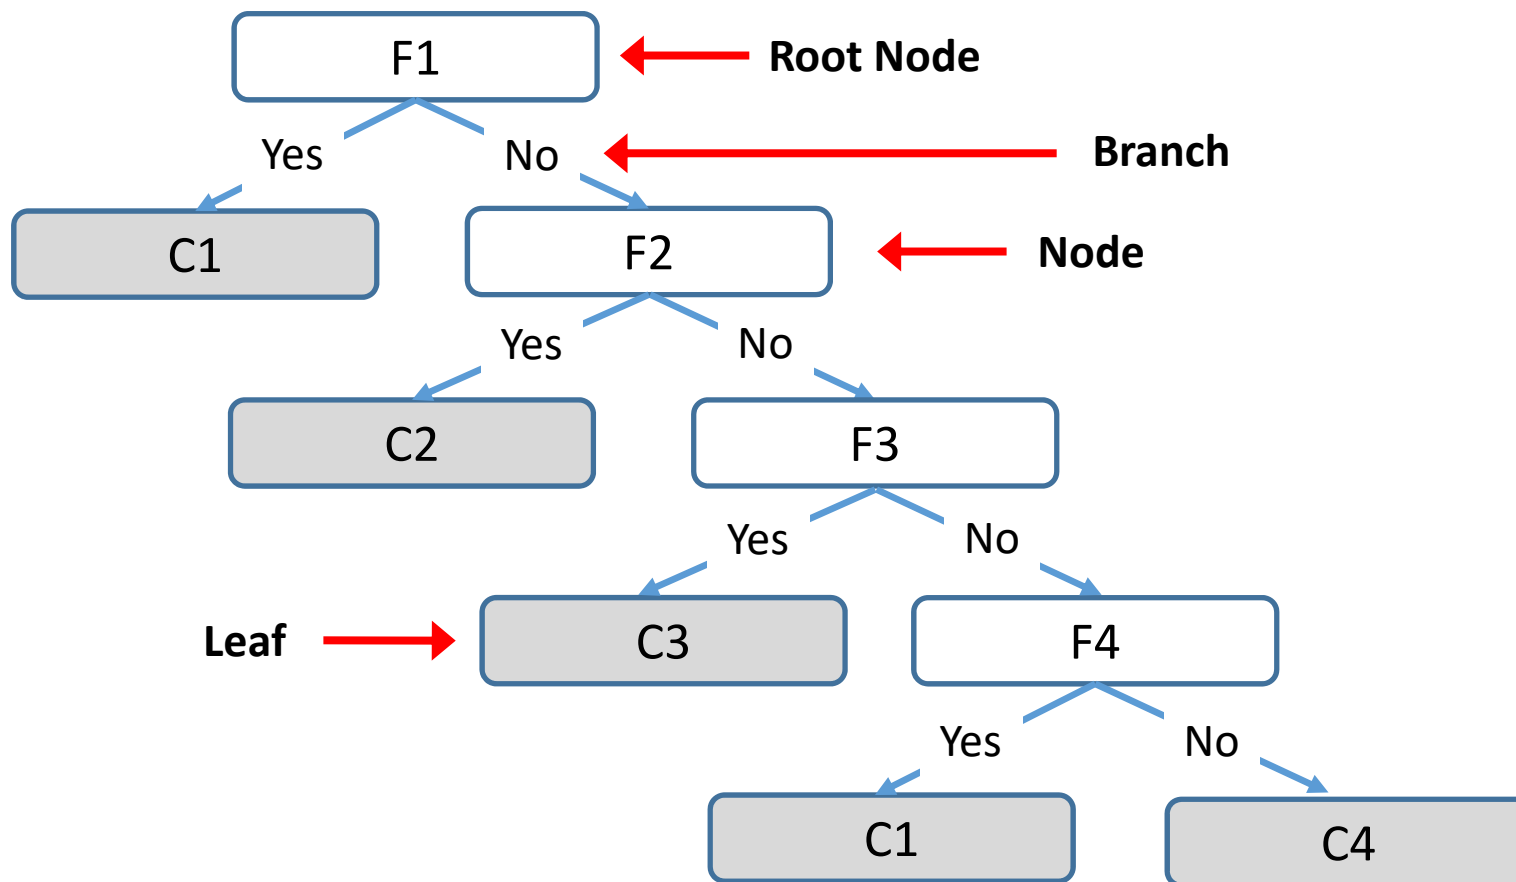 F1
Root Node
Yes
No
Branch
C1
F2
Node
Yes
No
C2
F3
Yes
No
Leaf
C3
F4
Yes
No
C1
C4